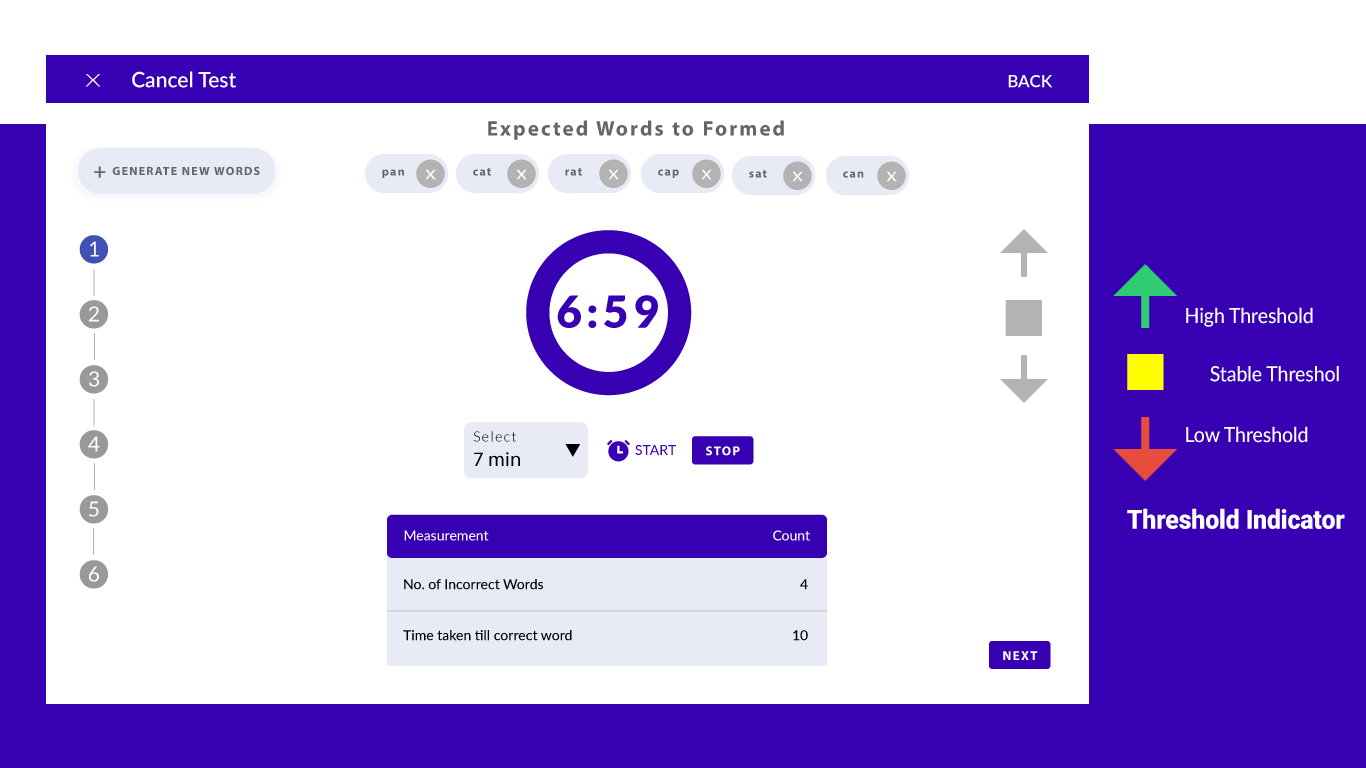 Cancel Test
BACK
Expected Words to Formed
+ GENERATE NEW WORDS
pan X cat X rat X cap X sat X can X
1
2
3
4
5
6
6:59
Select
7 min
START
STOP
Measurement Count
No. of Incorrect Words 4
Time taken till correct word 10
NEXT
High Threshold
Stable Threshol
Low Threshold
Threshold Indicator